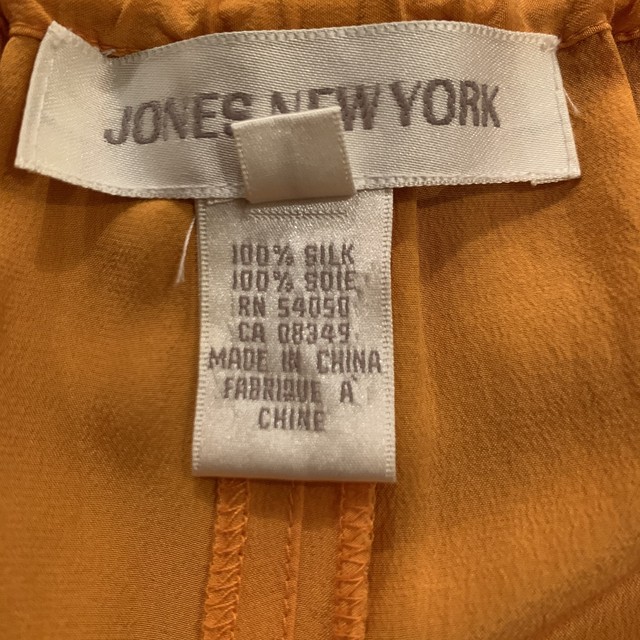 JONES NEW YORK
100% SILK
100% SOIE
RN 54050
CA 08349
MADE IN CHINA
FABRIQUE A
CHINE